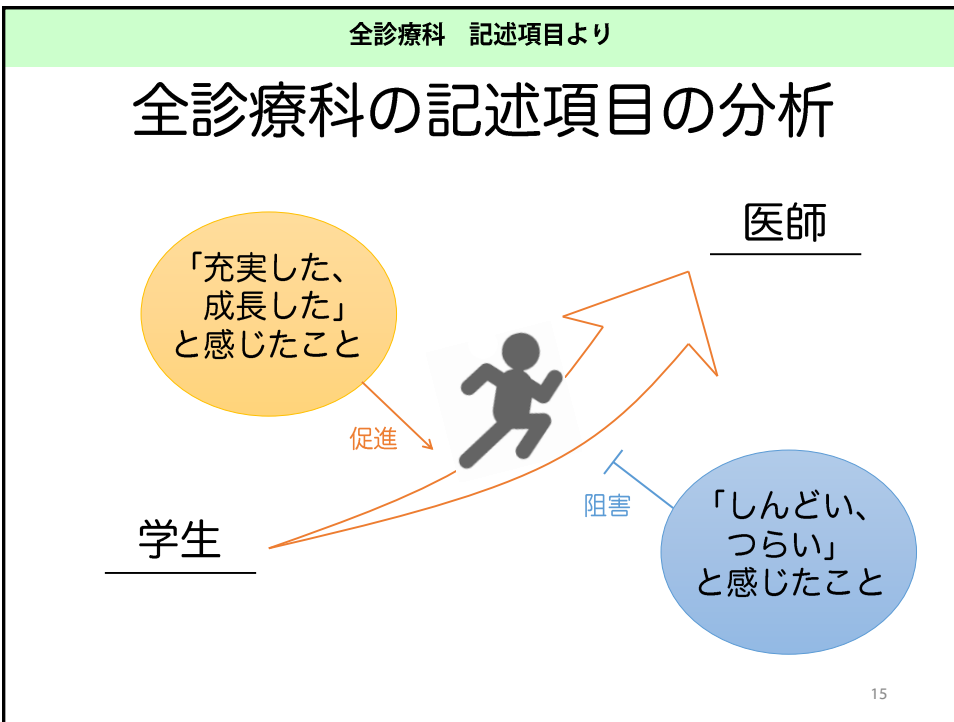 全診療科　記述項目より
全診療科の記述項目の分析
医師
「充実した、
成長した」
と感じたこと
促進
阻害
「しんどい、
つらい」
と感じたこと
学生
15